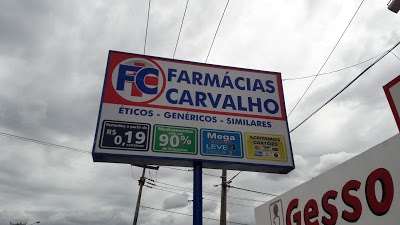 FC
FARMÁCIAS
CARVALHO
ÉTICOS - GENÉRICOS - SIMILARES
R$0,19
90%
Mega
LEVE
Gesso
G